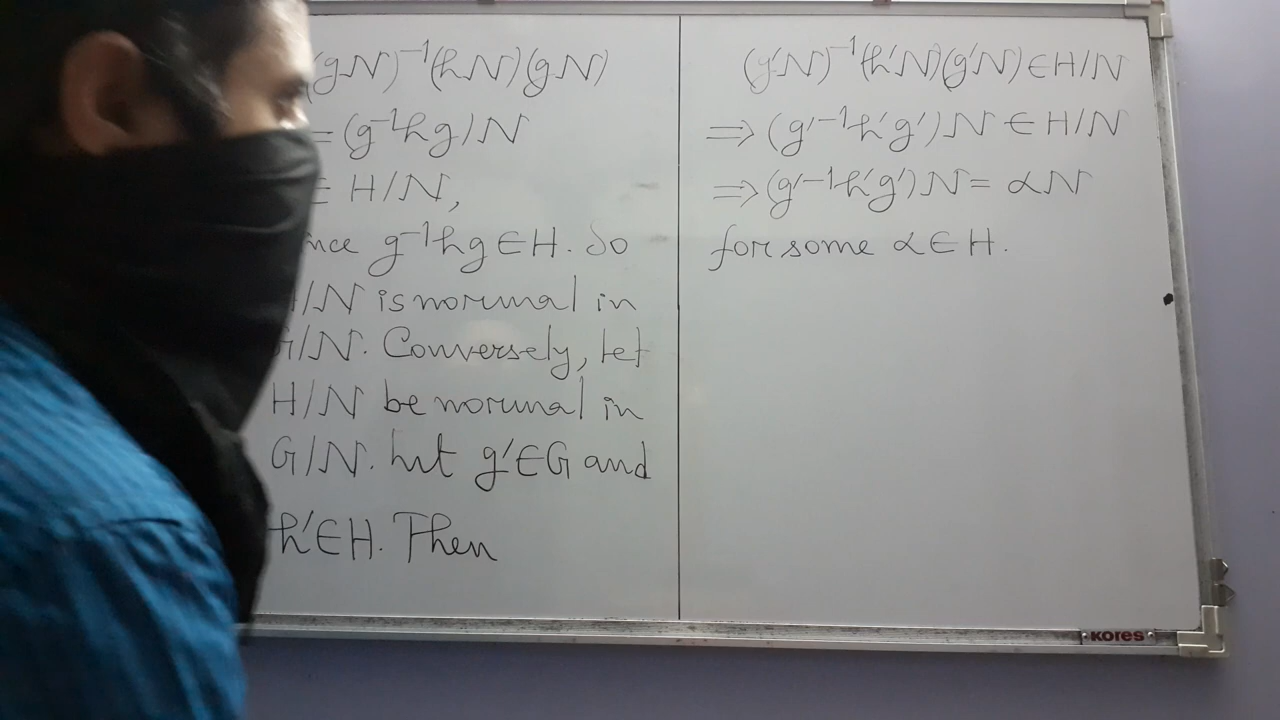 (gN)⁻¹(hN)(gN)
= (g⁻¹hg)N
∈ H/N,
nce g⁻¹hg∈H. So
H/N is normal in
G/N. Conversely, let
H/N be normal in
G/N. Let g'∈G and
h'∈H. Then
(g'N)⁻¹(h'N)(g'N)∈H/N
⇒(g'⁻¹h'g')N ∈H/N
⇒(g'⁻¹h'g')N = αN
for some α∈H.
KOReS